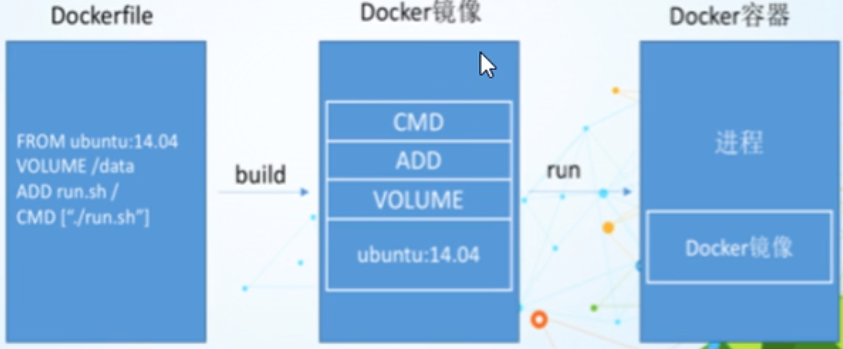 Dockerfile
Docker镜像
Docker容器
FROM ubuntu:14.04
VOLUME /data
ADD run.sh /
CMD ["./run.sh"]
build
CMD
ADD
VOLUME
ubuntu:14.04
run
进程
Docker镜像